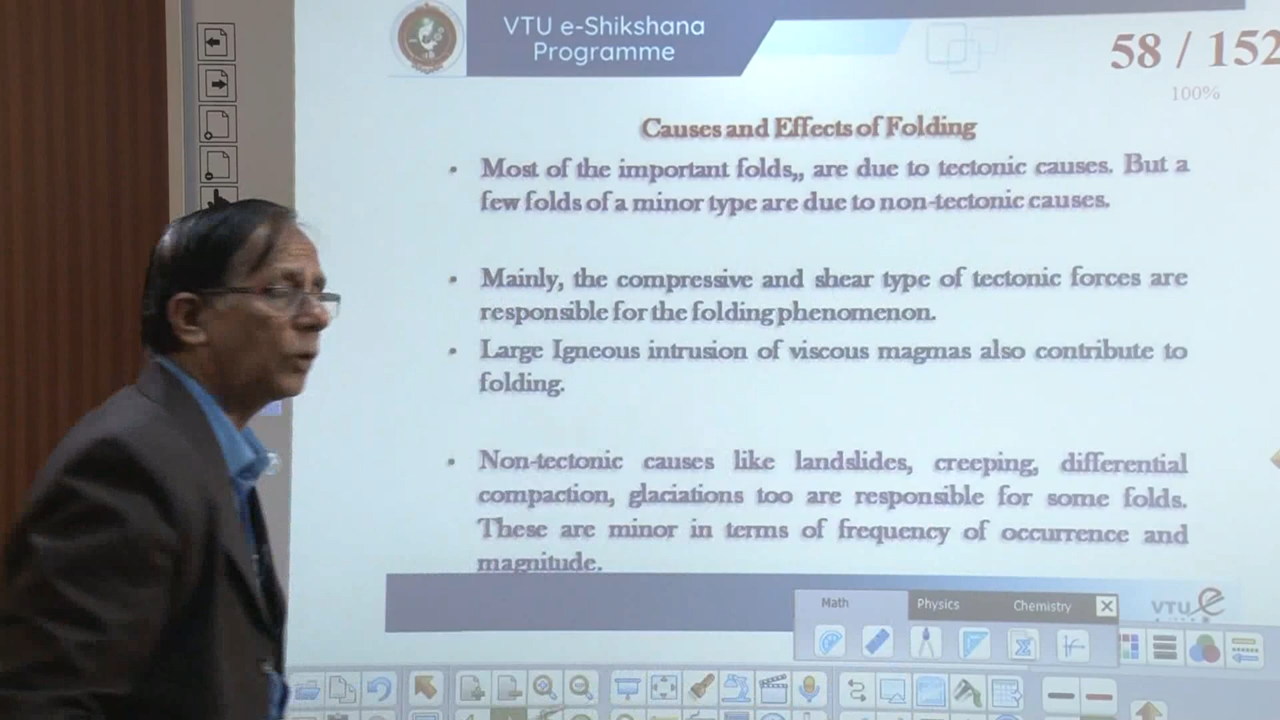 VTU e-Shikshana
Programme
58 / 152
100%
Causes and Effects of Folding
• Most of the important folds,, are due to tectonic causes. But a
few folds of a minor type are due to non-tectonic causes.
• Mainly, the compressive and shear type of tectonic forces are
responsible for the folding phenomenon.
• Large Igneous intrusion of viscous magmas also contribute to
folding.
• Non-tectonic causes like landslides, creeping, differential
compaction, glaciations too are responsible for some folds.
These are minor in terms of frequency of occurrence and
magnitude.
Math Physics Chemistry
VTU e